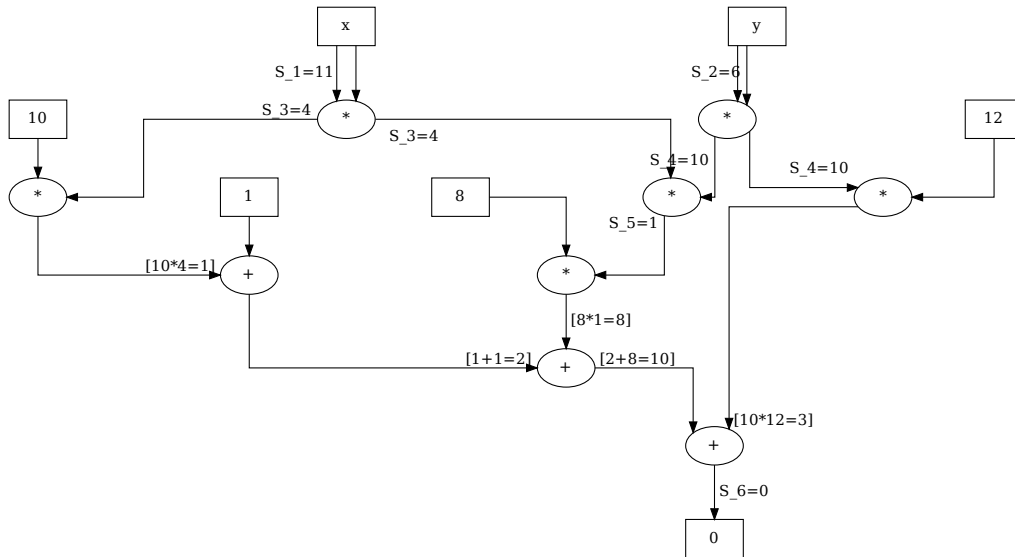 x
y
S_1=11
S_2=6
10
S_3=4
*
S_3=4
*
12
S_4=10
S_4=10
*
1
8
*
*
S_5=1
[10*4=1]
+
*
[8*1=8]
[1+1=2]
+
[2+8=10]
[10*12=3]
+
S_6=0
0